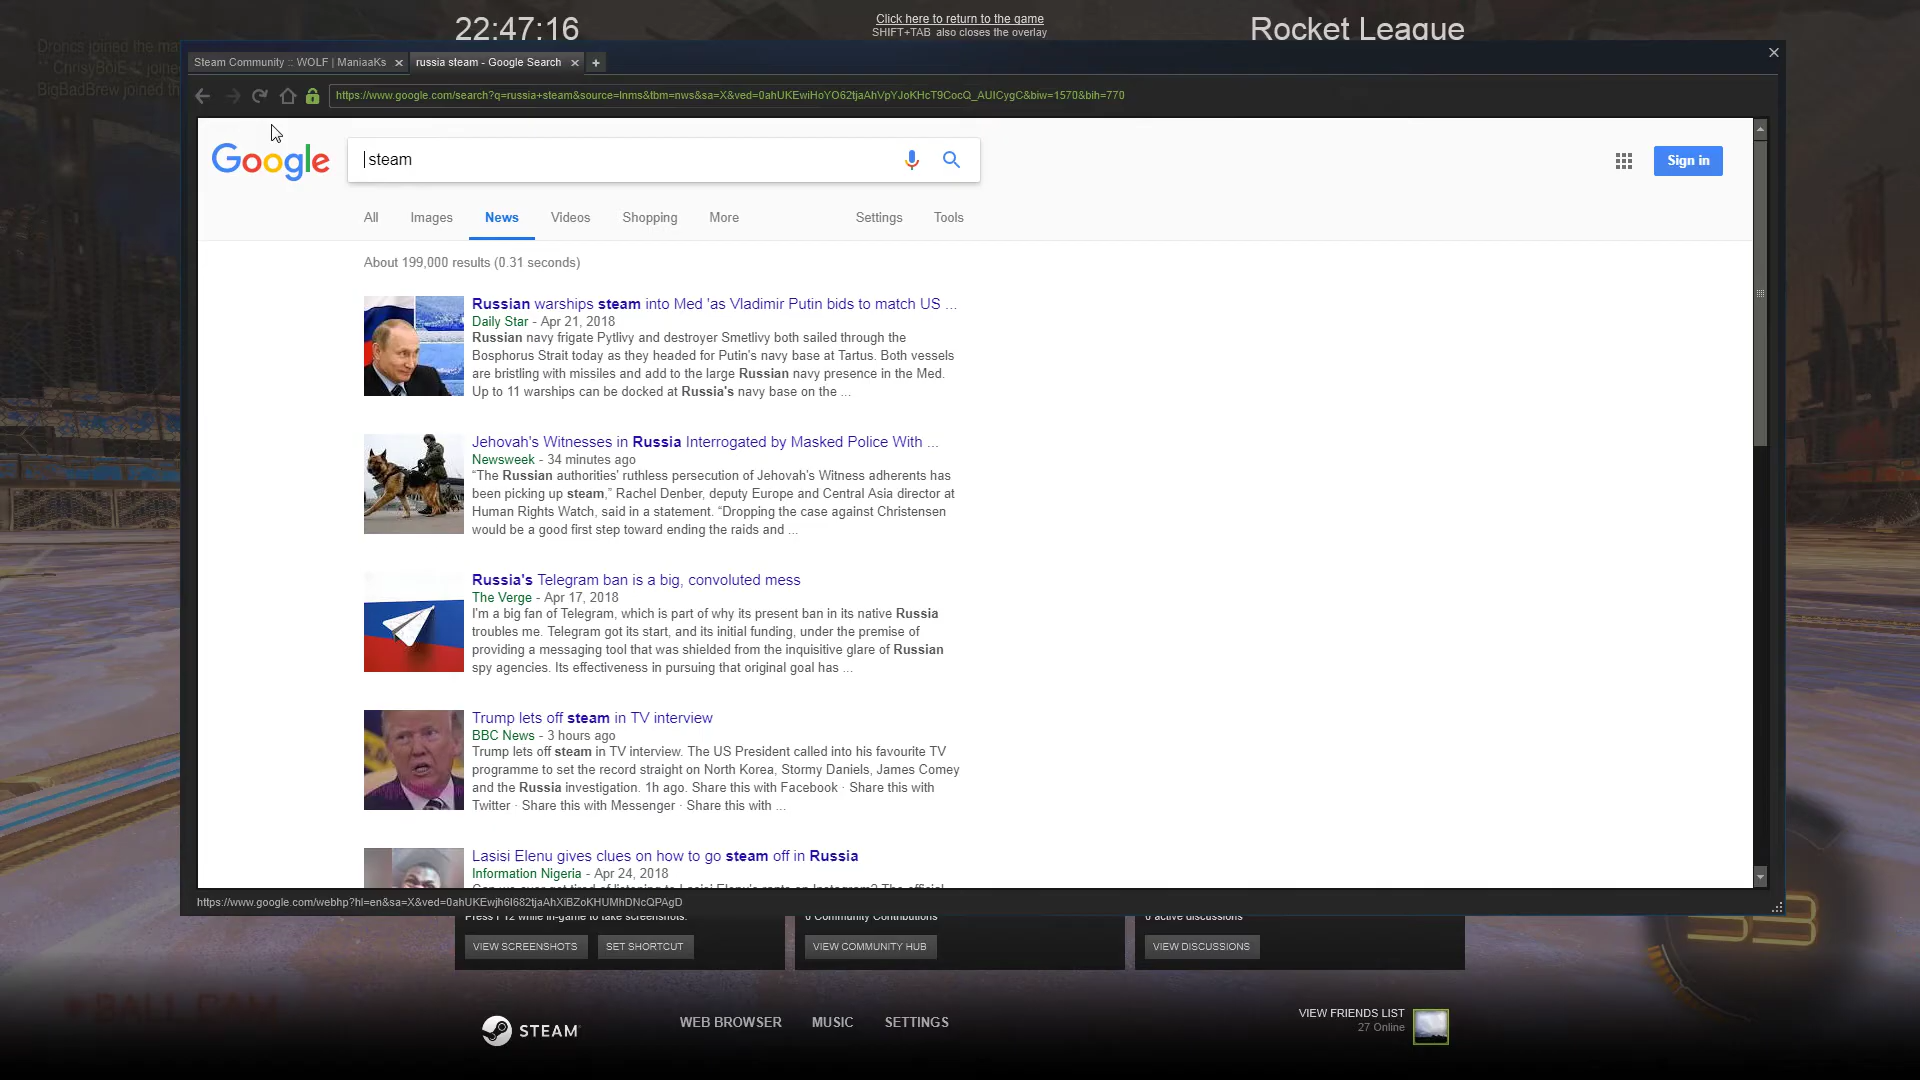 22:47:16
Click here to return to the game
SHIFT+TAB also closes the overlay
Rocket League
Steam Community :: WOLF | ManiaaKs
russia steam - Google Search
https://www.google.com/search?q=russia+steam&source=lnms&tbm=nws&sa=X&ved=0ahUKEwiHoYO62tjaAhVpYJoKHcT9CocQ_AUICygC&biw=1570&bih=770
Google
steam
Sign in
All Images News Videos Shopping More Settings Tools
About 199,000 results (0.31 seconds)
Russian warships steam into Med 'as Vladimir Putin bids to match US ...
Daily Star - Apr 21, 2018
Russian navy frigate Pytlivy and destroyer Smetlivy both sailed through the
Bosphorus Strait today as they headed for Putin's navy base at Tartus. Both vessels
are bristling with missiles and add to the large Russian navy presence in the Med.
Up to 11 warships can be docked at Russia's navy base on the ...
Jehovah's Witnesses in Russia Interrogated by Masked Police With ...
Newsweek - 34 minutes ago
“The Russian authorities' ruthless persecution of Jehovah's Witness adherents has
been picking up steam,” Rachel Denber, deputy Europe and Central Asia director at
Human Rights Watch, said in a statement. “Dropping the case against Christensen
would be a good first step toward ending the raids and ...
Russia's Telegram ban is a big, convoluted mess
The Verge - Apr 17, 2018
I'm a big fan of Telegram, which is part of why its present ban in its native Russia
troubles me. Telegram got its start, and its initial funding, under the premise of
providing a messaging tool that was shielded from the inquisitive glare of Russian
spy agencies. Its effectiveness in pursuing that original goal has ...
Trump lets off steam in TV interview
BBC News - 3 hours ago
Trump lets off steam in TV interview. The US President called into his favourite TV
programme to set the record straight on North Korea, Stormy Daniels, James Comey
and the Russia investigation. 1h ago. Share this with Facebook · Share this with
Twitter · Share this with Messenger · Share this with ...
Lasisi Elenu gives clues on how to go steam off in Russia
Information Nigeria - Apr 24, 2018
https://www.google.com/webhp?hl=en&sa=X&ved=0ahUKEwjh6I682tjaAhXiBZoKHUMhDNcQPAgD
Press F12 while in-game to take screenshots.
0 Community Contributions
0 active discussions
VIEW SCREENSHOTS
SET SHORTCUT
VIEW COMMUNITY HUB
VIEW DISCUSSIONS
BALL CAM
STEAM
WEB BROWSER MUSIC SETTINGS
VIEW FRIENDS LIST
27 Online